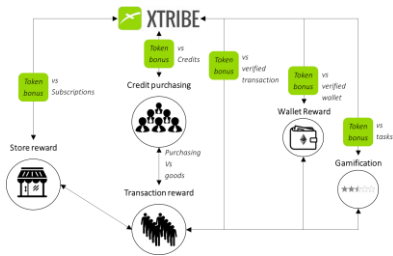 XTRIBE
Token
bonus
vs
Subscriptions
Token
bonus
vs
Credits
Token
bonus
vs
verified
transaction
Token
bonus
vs
verified
wallet
Token
bonus
vs
tasks
Credit purchasing
Wallet Reward
Store reward
Purchasing
Vs
goods
Gamification
Transaction reward